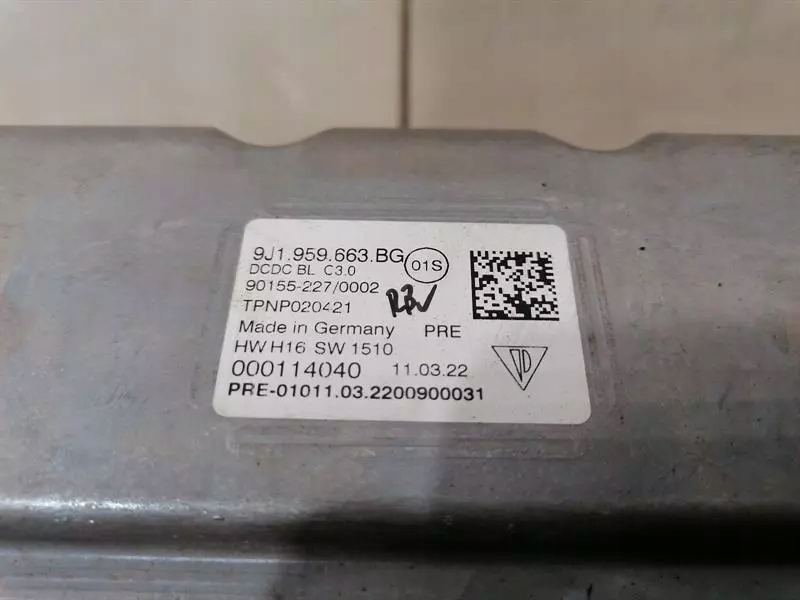 9J1.959.663.BG
01S
DCDC BL C3.0
90155-227/0002
TPNP020421
Made in Germany PRE
HW H16 SW 1510
000114040 11.03.22
PRE-01011.03.2200900031